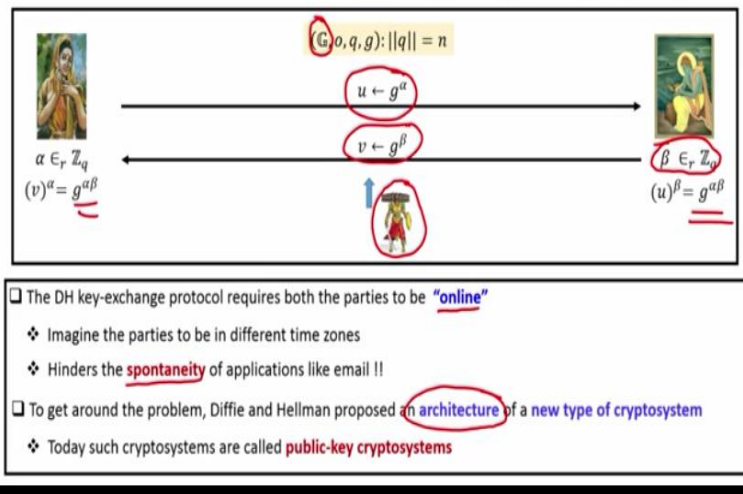 (𝔾, o, q, g): ||q|| = n
u ← g^α
v ← g^β
α ∈ᵣ ℤ_q
β ∈ᵣ ℤ_q
(v)^α = g^αβ
(u)^β = g^αβ
❑ The DH key-exchange protocol requires both the parties to be “online”
❖ Imagine the parties to be in different time zones
❖ Hinders the spontaneity of applications like email !!
❑ To get around the problem, Diffie and Hellman proposed an architecture of a new type of cryptosystem
❖ Today such cryptosystems are called public-key cryptosystems